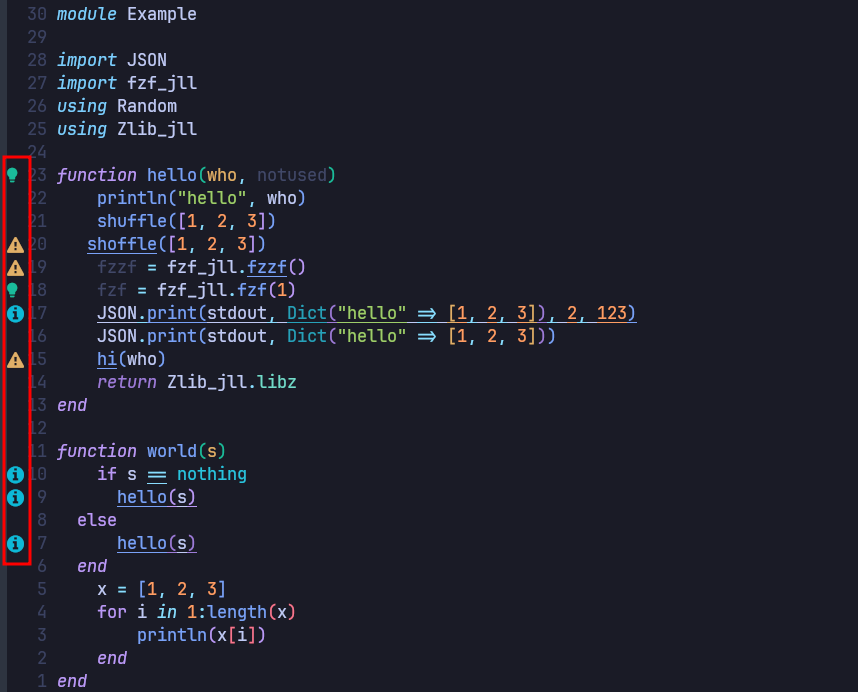 30 module Example
29
28 import JSON
27 import fzf_jll
26 using Random
25 using Zlib_jll
24
23 function hello(who, notused)
22     println("hello", who)
21     shuffle([1, 2, 3])
20    shoffle([1, 2, 3])
19     fzzf = fzf_jll.fzzf()
18     fzf = fzf_jll.fzf(1)
17     JSON.print(stdout, Dict("hello" => [1, 2, 3]), 2, 123)
16     JSON.print(stdout, Dict("hello" => [1, 2, 3]))
15     hi(who)
14     return Zlib_jll.libz
13 end
12
11 function world(s)
10     if s == nothing
9       hello(s)
8   else
7       hello(s)
6   end
5     x = [1, 2, 3]
4     for i in 1:length(x)
3         println(x[i])
2     end
1 end